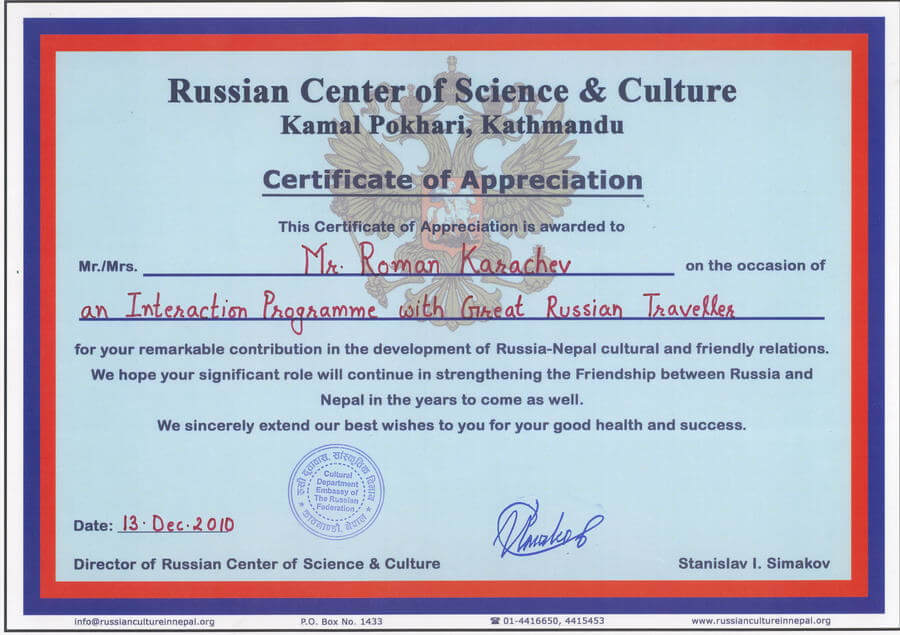 Russian Center of Science & Culture
Kamal Pokhari, Kathmandu
Certificate of Appreciation
This Certificate of Appreciation is awarded to
Mr./Mrs. Mr. Roman Karachev on the occasion of
an Interaction Programme with Great Russian Traveller
for your remarkable contribution in the development of Russia-Nepal cultural and friendly relations.
We hope your significant role will continue in strengthening the Friendship between Russia and
Nepal in the years to come as well.
We sincerely extend our best wishes to you for your good health and success.
रूसी दूतावास, सांस्कृतिक विभाग
Cultural
Department
Embassy of
The Russian
Federation
काठमाण्डौ, नेपाल
Date: 13. Dec. 2010
Director of Russian Center of Science & Culture
Stanislav I. Simakov
info@russiancultureinnepal.org
P.O. Box No. 1433
☎ 01-4416650, 4415453
www.russiancultureinnepal.org